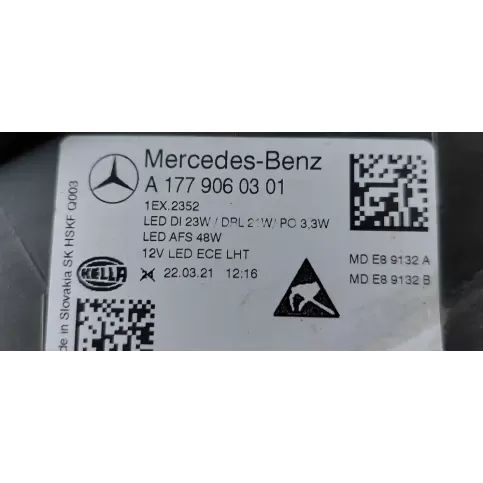 Mercedes-Benz
A 177 906 03 01
1EX.2352
LED DI 23W / DRL 21W/ PO 3,3W
LED AFS 48W
12V LED ECE LHT
HELLA
22.03.21 12:16
MD E8 9132 A
MD E8 9132 B
in Slovakia SK HSKF Q003